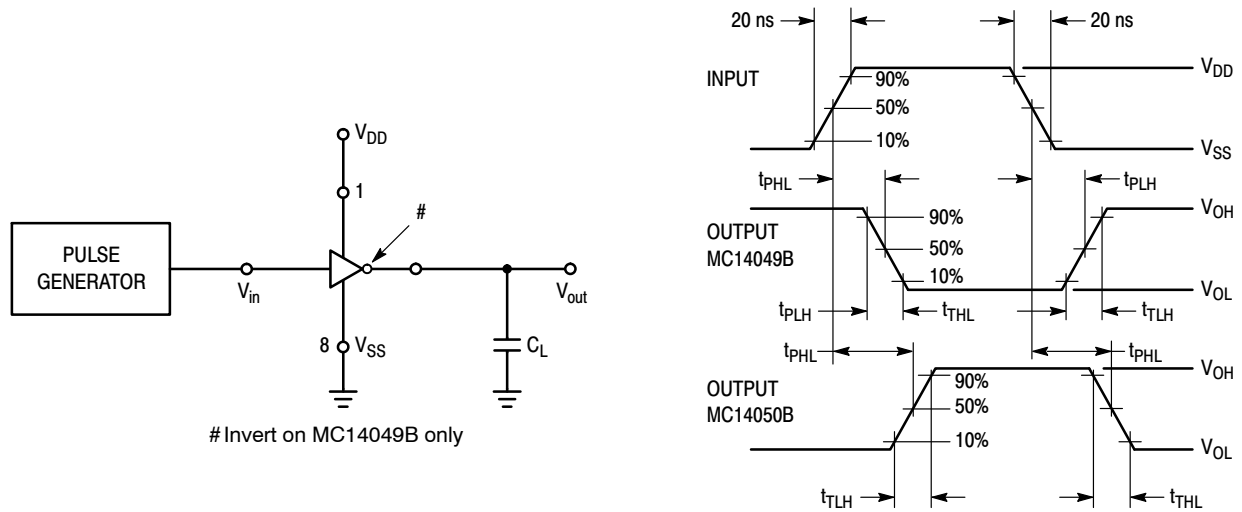 V_DD
1
#
PULSE
GENERATOR
V_in
V_out
8
V_SS
C_L
# Invert on MC14049B only
20 ns
20 ns
INPUT
90%
50%
10%
V_DD
V_SS
t_PHL
t_PLH
OUTPUT
MC14049B
90%
50%
10%
V_OH
V_OL
t_PLH
t_THL
t_TLH
t_PHL
t_PHL
OUTPUT
MC14050B
90%
50%
10%
V_OH
V_OL
t_TLH
t_THL